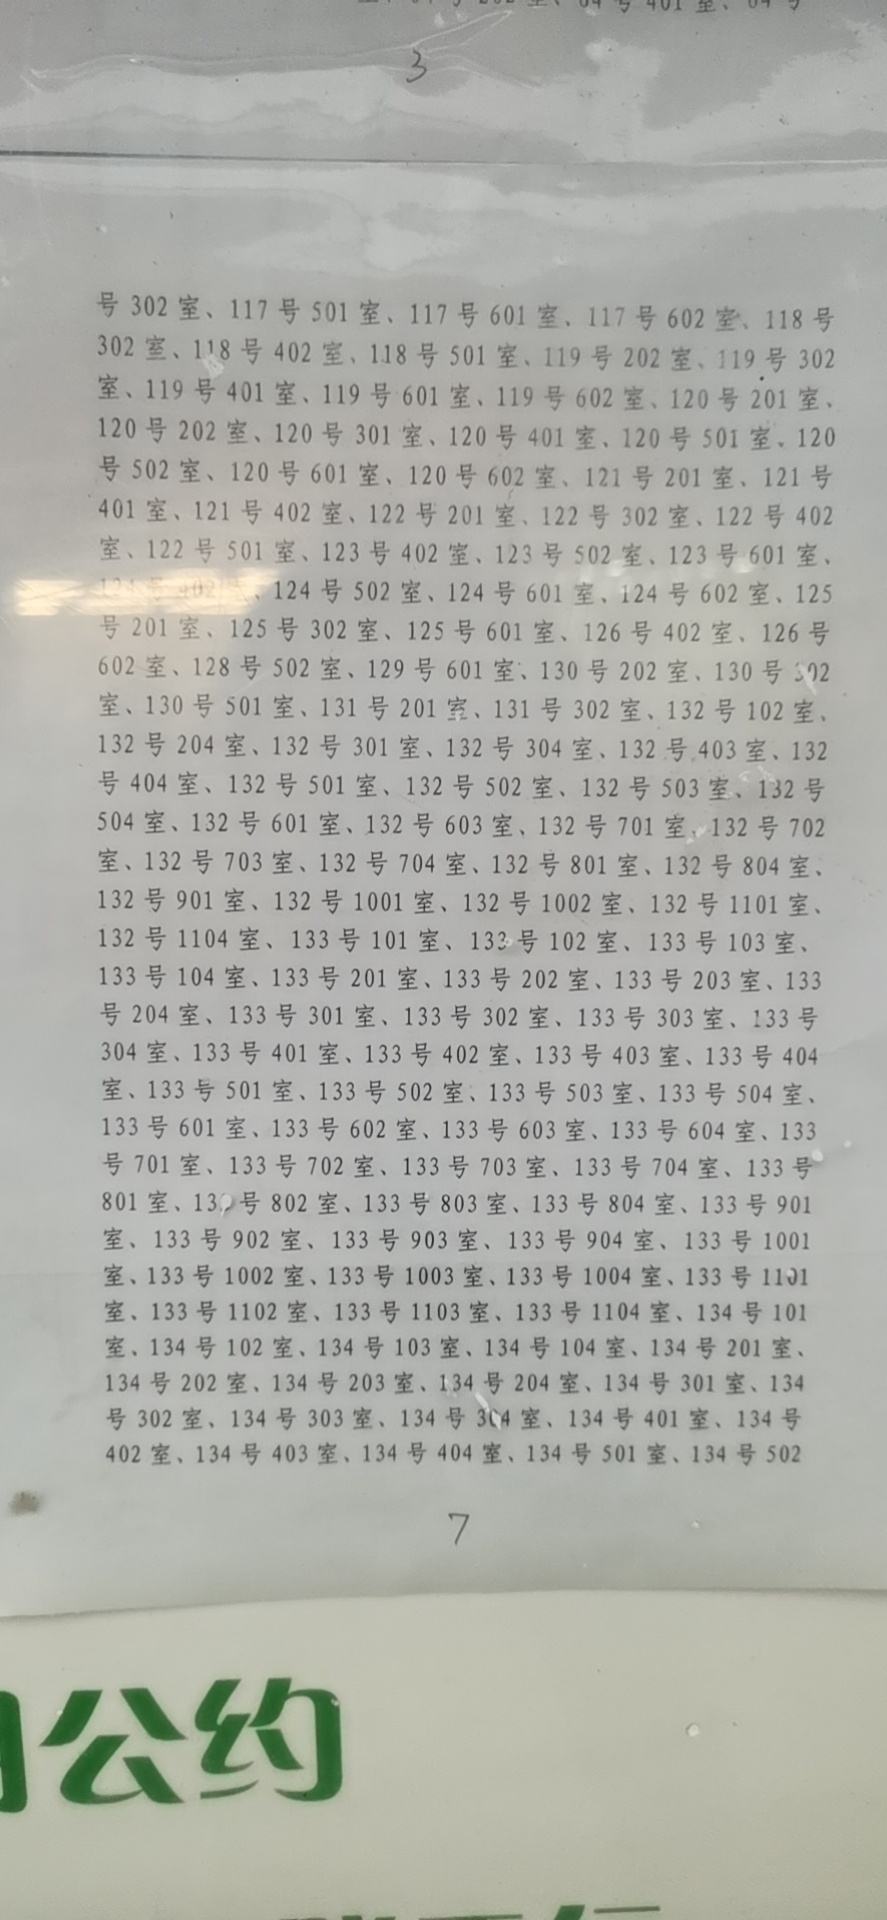 3
号 302 室、117 号 501 室、117 号 601 室、117 号 602 室、118 号
302 室、118 号 402 室、118 号 501 室、119 号 202 室、119 号 302
室、119 号 401 室、119 号 601 室、119 号 602 室、120 号 201 室、
120 号 202 室、120 号 301 室、120 号 401 室、120 号 501 室、120
号 502 室、120 号 601 室、120 号 602 室、121 号 201 室、121 号
401 室、121 号 402 室、122 号 201 室、122 号 302 室、122 号 402
室、122 号 501 室、123 号 402 室、123 号 502 室、123 号 601 室、
、124 号 502 室、124 号 601 室、124 号 602 室、125
号 201 室、125 号 302 室、125 号 601 室、126 号 402 室、126 号
602 室、128 号 502 室、129 号 601 室、130 号 202 室、130 号
室、130 号 501 室、131 号 201 室、131 号 302 室、132 号 102 室、
132 号 204 室、132 号 301 室、132 号 304 室、132 号 403 室、132
号 404 室、132 号 501 室、132 号 502 室、132 号 503 室、132 号
504 室、132 号 601 室、132 号 603 室、132 号 701 室、132 号 702
室、132 号 703 室、132 号 704 室、132 号 801 室、132 号 804 室、
132 号 901 室、132 号 1001 室、132 号 1002 室、132 号 1101 室、
132 号 1104 室、133 号 101 室、133 号 102 室、133 号 103 室、
133 号 104 室、133 号 201 室、133 号 202 室、133 号 203 室、133
号 204 室、133 号 301 室、133 号 302 室、133 号 303 室、133 号
304 室、133 号 401 室、133 号 402 室、133 号 403 室、133 号 404
室、133 号 501 室、133 号 502 室、133 号 503 室、133 号 504 室、
133 号 601 室、133 号 602 室、133 号 603 室、133 号 604 室、133
号 701 室、133 号 702 室、133 号 703 室、133 号 704 室、133 号
801 室、133 号 802 室、133 号 803 室、133 号 804 室、133 号 901
室、133 号 902 室、133 号 903 室、133 号 904 室、133 号 1001
室、133 号 1002 室、133 号 1003 室、133 号 1004 室、133 号 1101
室、133 号 1102 室、133 号 1103 室、133 号 1104 室、134 号 101
室、134 号 102 室、134 号 103 室、134 号 104 室、134 号 201 室、
134 号 202 室、134 号 203 室、134 号 204 室、134 号 301 室、134
号 302 室、134 号 303 室、134 号 304 室、134 号 401 室、134 号
402 室、134 号 403 室、134 号 404 室、134 号 501 室、134 号 502
7
公约